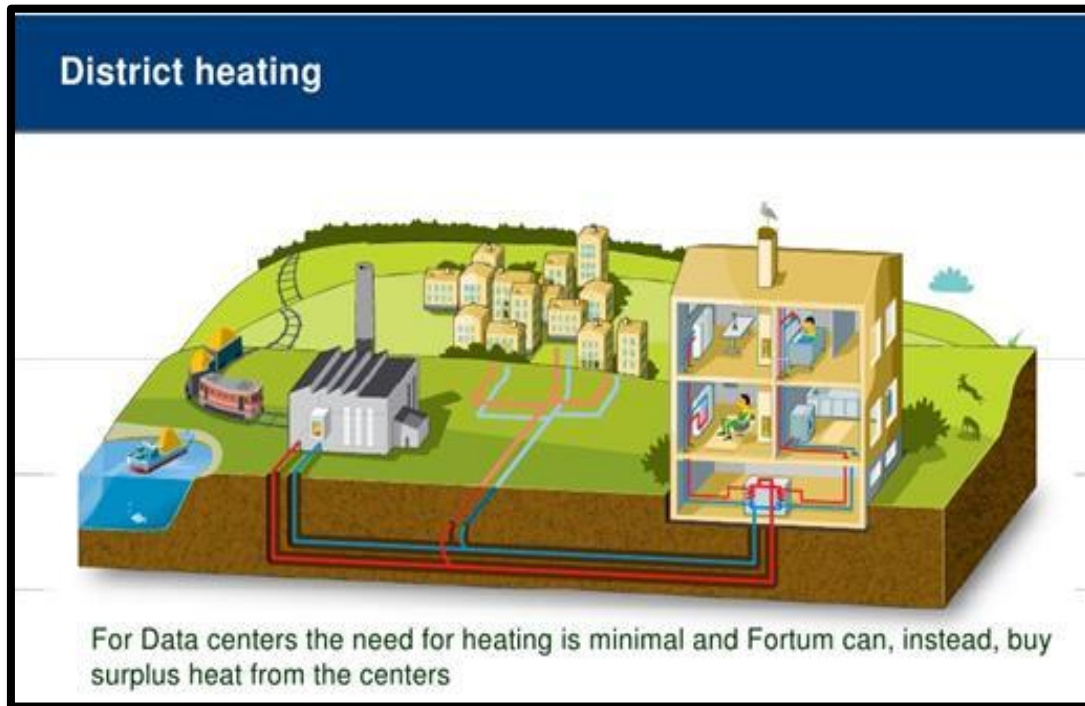 District heating
For Data centers the need for heating is minimal and Fortum can, instead, buy
surplus heat from the centers